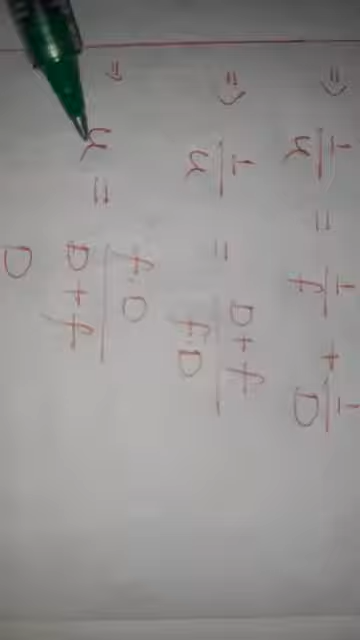 ⇒ 1/u = 1/f + 1/D
⇒ 1/u = D+f / f.D
⇒ u = f.D / D+f
D